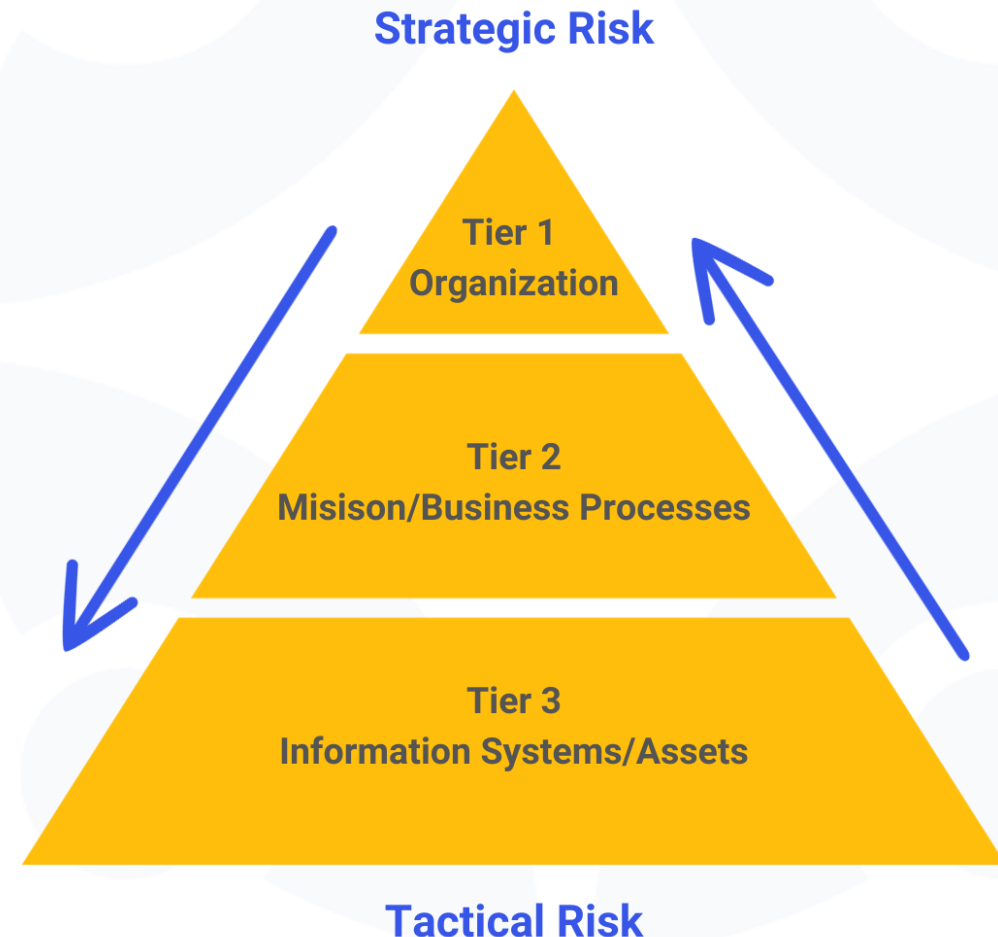 Strategic Risk
Tier 1
Organization
Tier 2
Misison/Business Processes
Tier 3
Information Systems/Assets
Tactical Risk